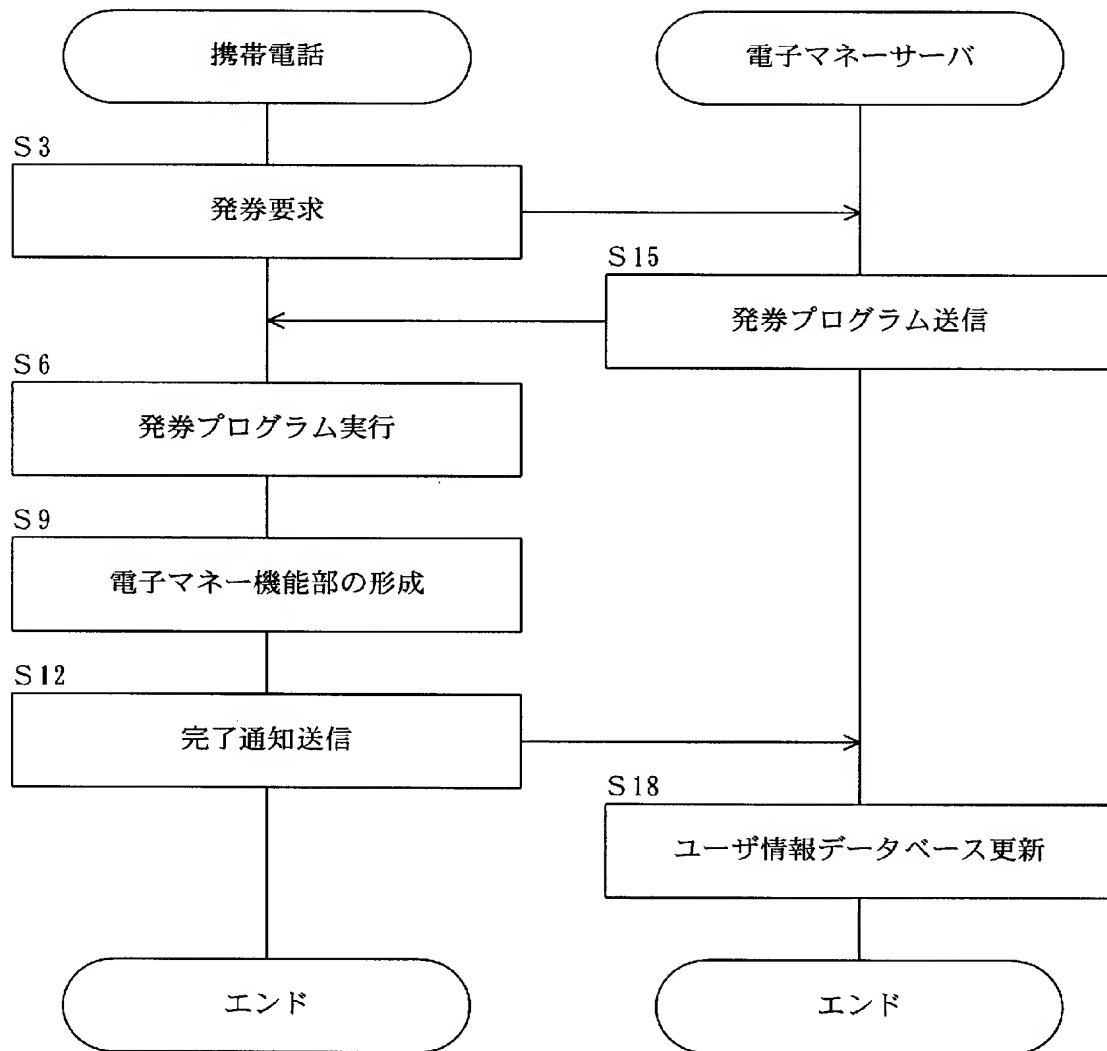 携帯電話
電子マネーサーバ
S3
発券要求
S15
発券プログラム送信
S6
発券プログラム実行
S9
電子マネー機能部の形成
S12
完了通知送信
S18
ユーザ情報データベース更新
エンド
エンド